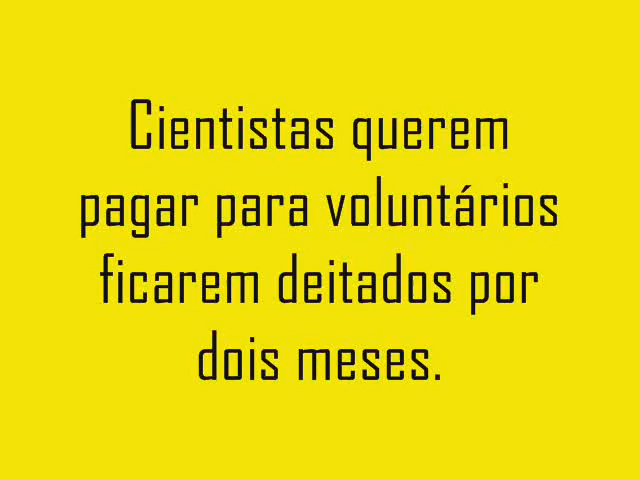 Cientistas querem
pagar para voluntários
ficarem deitados por
dois meses.